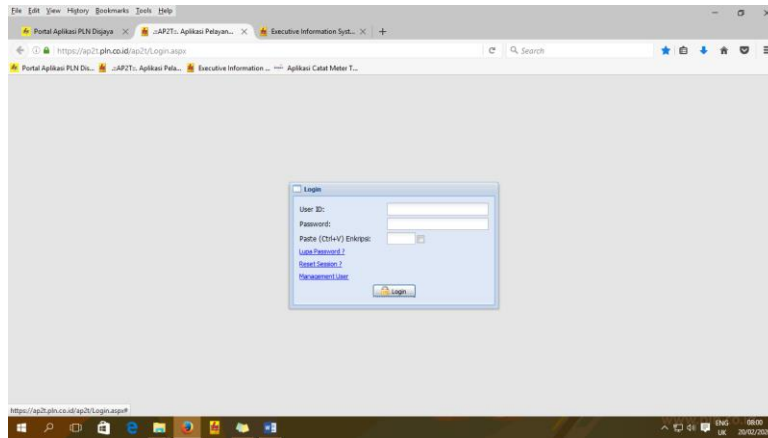 File Edit View History Bookmarks Tools Help
Portal Aplikasi PLN Disjaya
.::AP2T::. Aplikasi Pelayan...
Executive Information Syst...
https://ap2t.pln.co.id/ap2t/Login.aspx
Search
Portal Aplikasi PLN Dis...
.::AP2T::. Aplikasi Pela...
Executive Information ...
Aplikasi Catat Meter T...
Login
User ID:
Password:
Paste (Ctrl+V) Enkripsi:
Lupa Password ?
Reset Session ?
Management User
Login
https://ap2t.pln.co.id/ap2t/Login.aspx#
ENG 08:00
UK